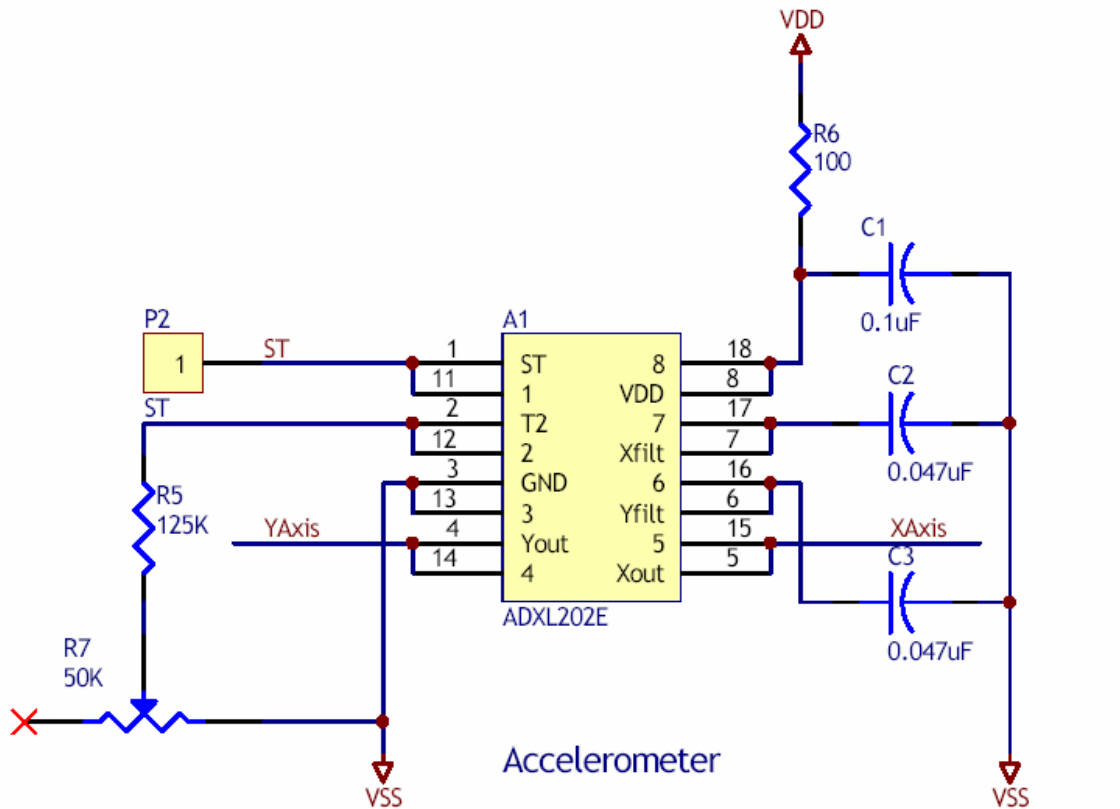 VDD
R6
100
C1
0.1uF
P2
1
ST
ST
A1
1
11
2
12
3
13
4
14
ST
1
T2
2
GND
3
Yout
4
8
VDD
7
Xfilt
6
Yfilt
5
Xout
18
8
17
7
16
6
15
5
ADXL202E
C2
0.047uF
R5
125K
YAxis
XAxis
C3
0.047uF
R7
50K
Accelerometer
VSS
VSS